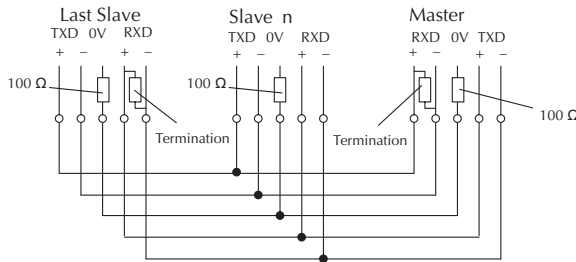 Last Slave Slave n Master
TXD 0V RXD TXD 0V RXD RXD 0V TXD
+ – + – + – + – + – + –
100 Ω 100 Ω 100 Ω
Termination Termination